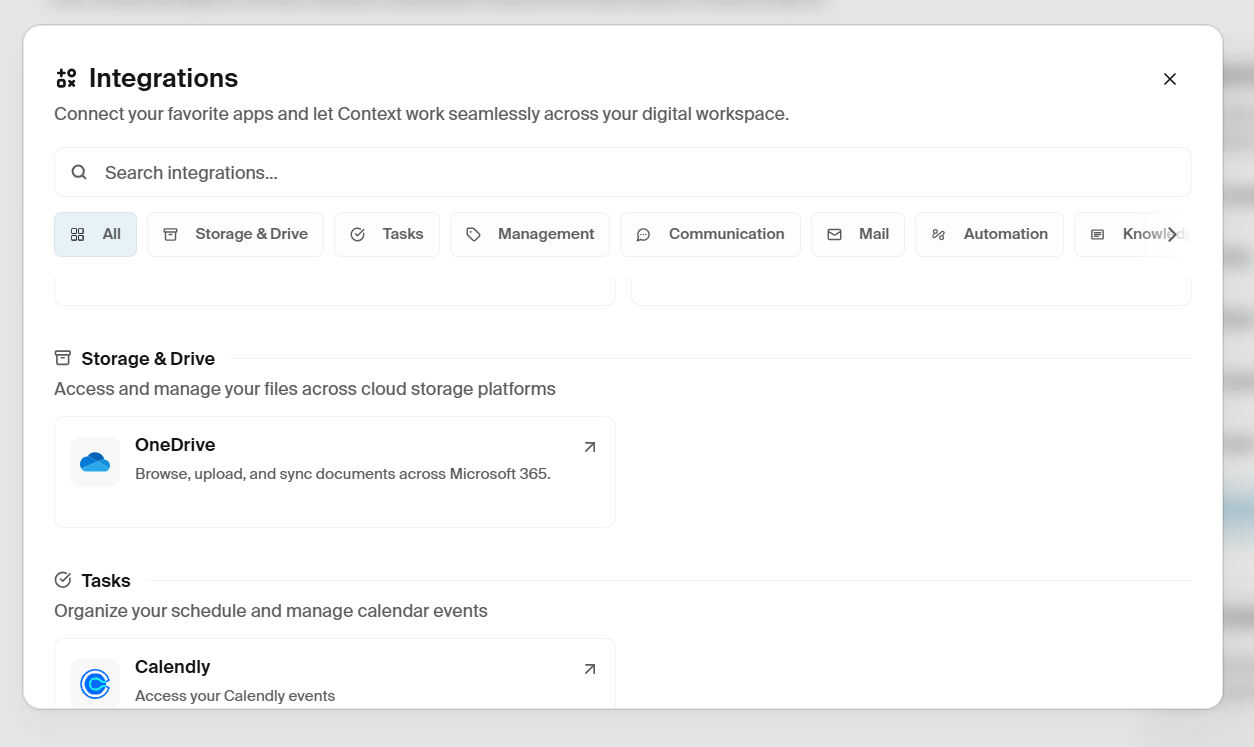 Integrations
Connect your favorite apps and let Context work seamlessly across your digital workspace.
Search integrations...
All
Storage & Drive
Tasks
Management
Communication
Mail
Automation
Storage & Drive
Access and manage your files across cloud storage platforms
OneDrive
Browse, upload, and sync documents across Microsoft 365.
Tasks
Organize your schedule and manage calendar events
Calendly
Access your Calendly events